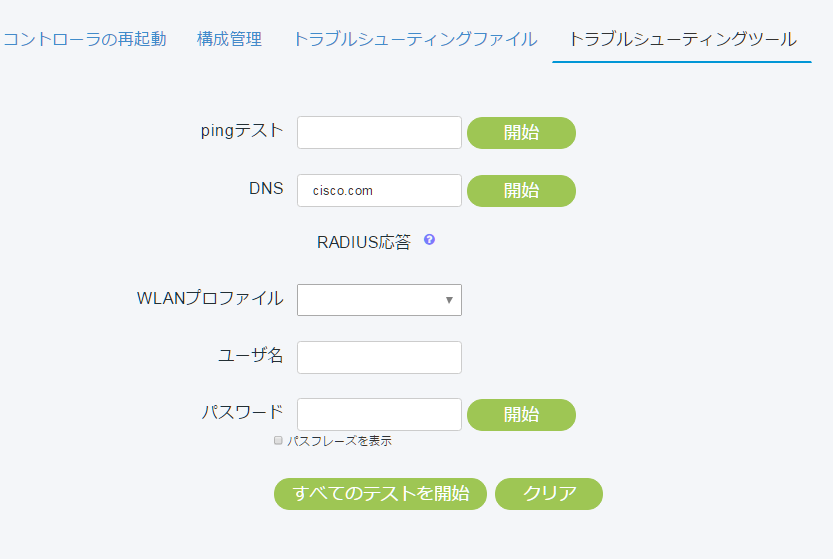 コントローラの再起動 構成管理 トラブルシューティングファイル トラブルシューティングツール
pingテスト 開始
DNS cisco.com 開始
RADIUS応答 ?
WLANプロファイル
ユーザ名
パスワード 開始
パスフレーズを表示
すべてのテストを開始 クリア